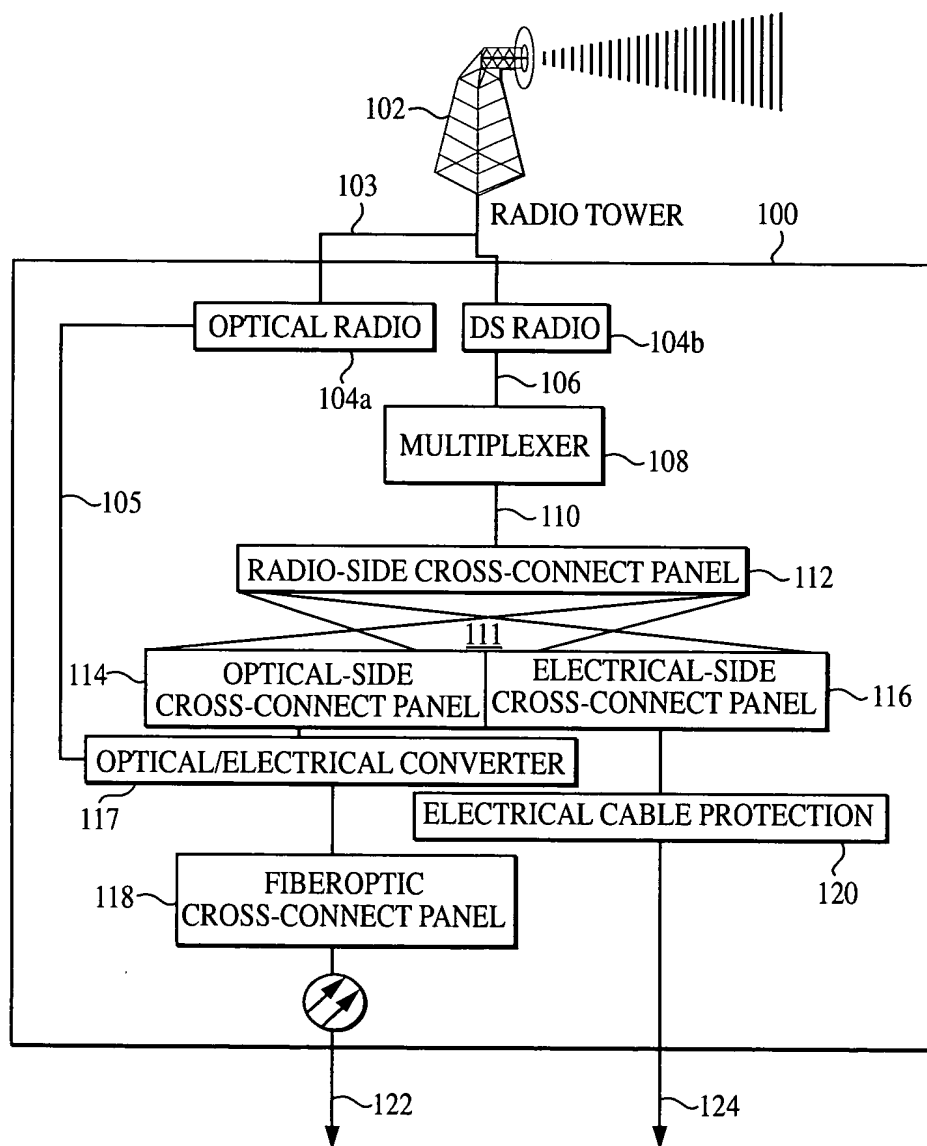 102
103
RADIO TOWER
100
OPTICAL RADIO
DS RADIO
104a
104b
106
MULTIPLEXER
108
105
110
RADIO-SIDE CROSS-CONNECT PANEL
112
111
114
OPTICAL-SIDE
CROSS-CONNECT PANEL
ELECTRICAL-SIDE
CROSS-CONNECT PANEL
116
OPTICAL/ELECTRICAL CONVERTER
117
ELECTRICAL CABLE PROTECTION
120
118
FIBEROPTIC
CROSS-CONNECT PANEL
122
124